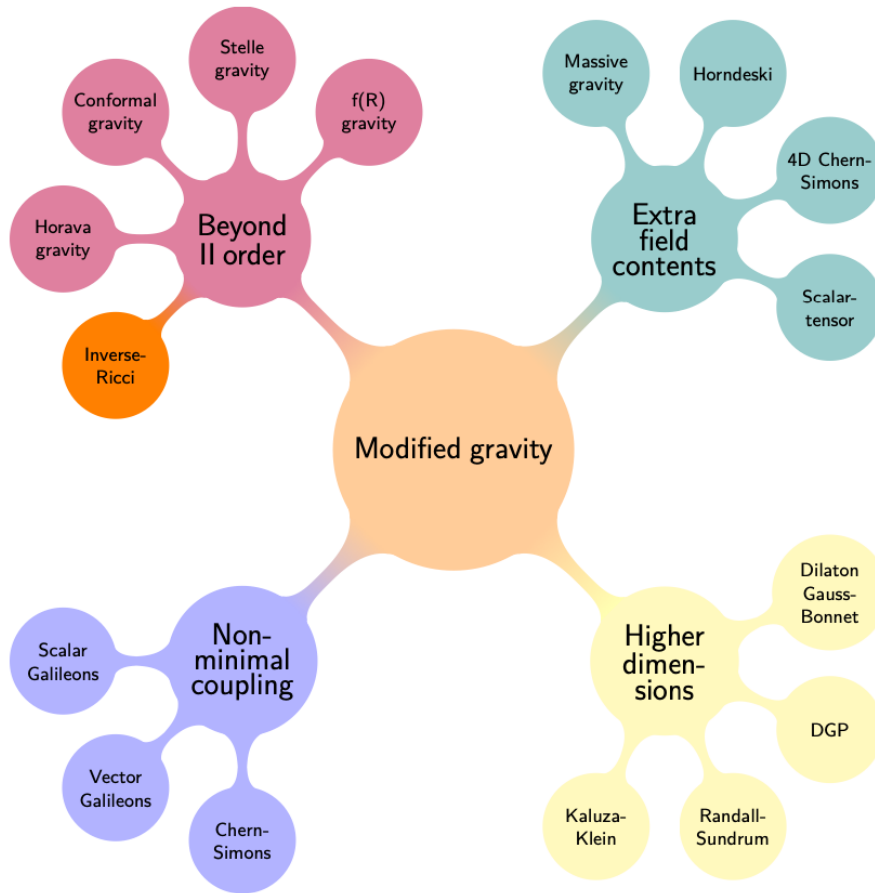 Stelle
gravity
Conformal
gravity
f(R)
gravity
Horava
gravity
Beyond
II order
Inverse-
Ricci
Massive
gravity
Horndeski
4D Chern-
Simons
Extra
field
contents
Scalar-
tensor
Modified gravity
Scalar
Galileons
Non-
minimal
coupling
Vector
Galileons
Chern-
Simons
Dilaton
Gauss-
Bonnet
Higher
dimen-
sions
DGP
Kaluza-
Klein
Randall-
Sundrum